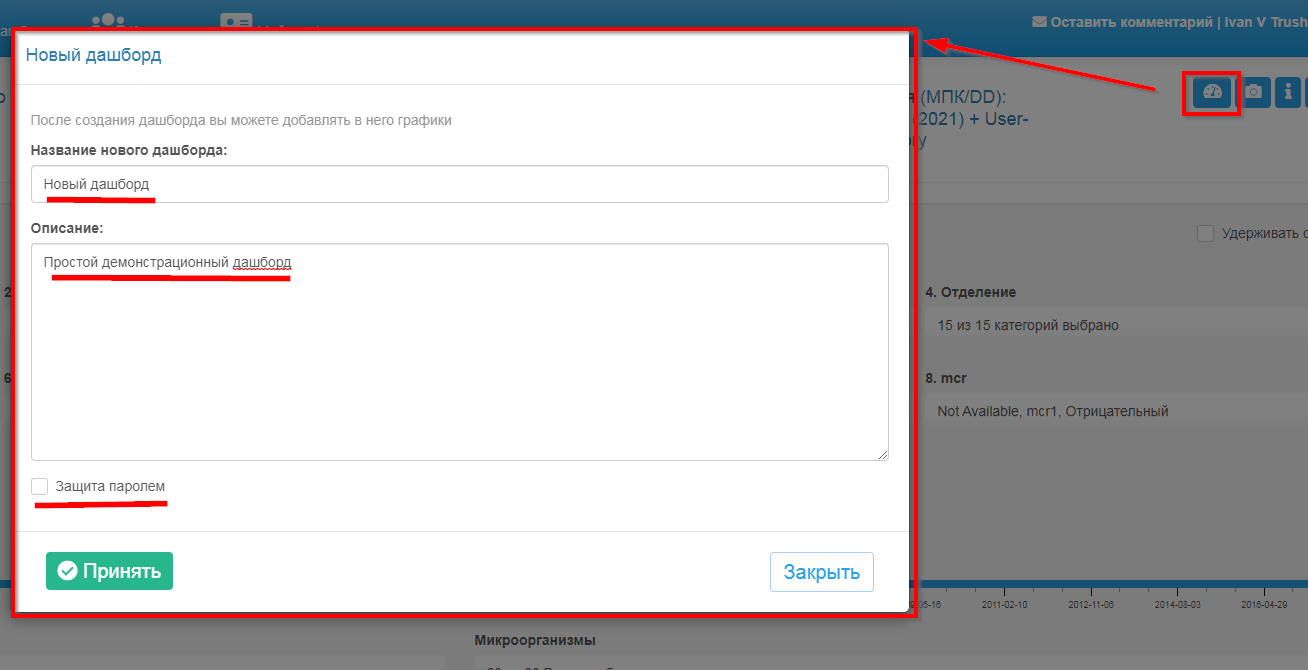 Оставить комментарий | Ivan V Trush
Новый дашборд
(МПК/DD):
(2021) + User-
После создания дашборда вы можете добавлять в него графики
Название нового дашборда:
Новый дашборд
Описание:
Удерживать
Простой демонстрационный дашборд
4. Отделение
15 из 15 категорий выбрано
8. mcr
Not Available, mcr1, Отрицательный
Защита паролем
Принять
Закрыть
05-16 2011-02-10 2012-11-06 2014-08-03 2016-04-29
Микроорганизмы